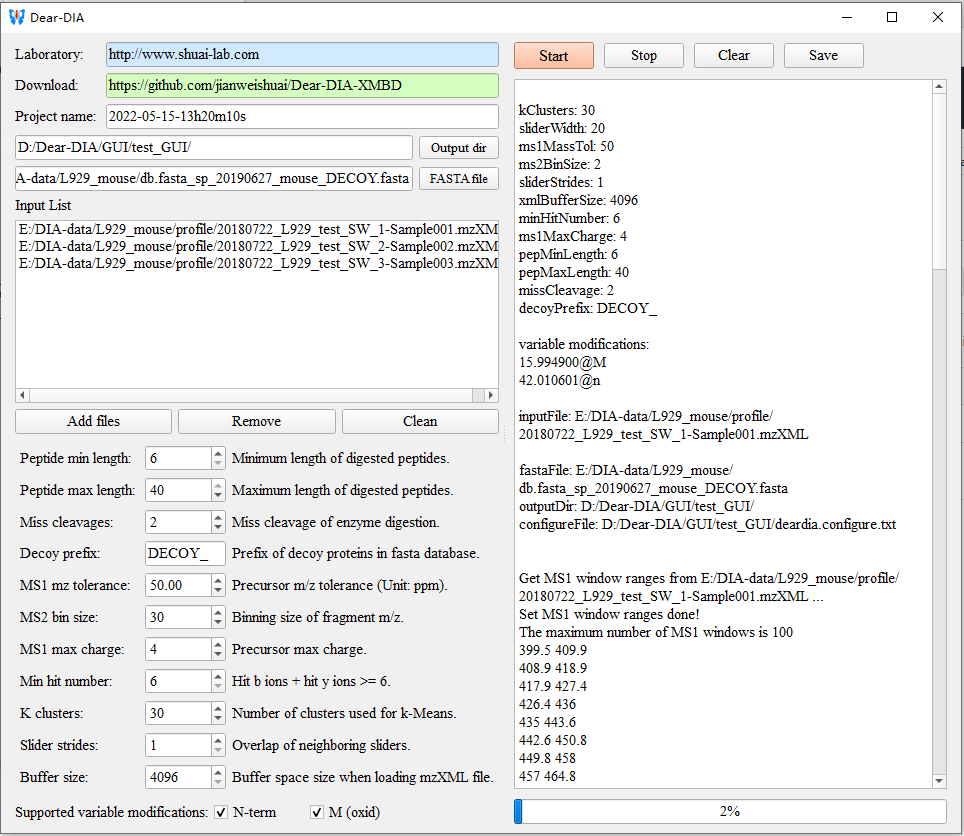 Dear-DIA
Laboratory: http://www.shuai-lab.com
Download: https://github.com/jianweishuai/Dear-DIA-XMBD
Project name: 2022-05-15-13h20m10s
D:/Dear-DIA/GUI/test_GUI/ Output dir
A-data/L929_mouse/db.fasta_sp_20190627_mouse_DECOY.fasta FASTA file
Input List
E:/DIA-data/L929_mouse/profile/20180722_L929_test_SW_1-Sample001.mzXM
E:/DIA-data/L929_mouse/profile/20180722_L929_test_SW_2-Sample002.mzXM
E:/DIA-data/L929_mouse/profile/20180722_L929_test_SW_3-Sample003.mzXM
Add files Remove Clean
Peptide min length: 6 Minimum length of digested peptides.
Peptide max length: 40 Maximum length of digested peptides.
Miss cleavages: 2 Miss cleavage of enzyme digestion.
Decoy prefix: DECOY_ Prefix of decoy proteins in fasta database.
MS1 mz tolerance: 50.00 Precursor m/z tolerance (Unit: ppm).
MS2 bin size: 30 Binning size of fragment m/z.
MS1 max charge: 4 Precursor max charge.
Min hit number: 6 Hit b ions + hit y ions >= 6.
K clusters: 30 Number of clusters used for k-Means.
Slider strides: 1 Overlap of neighboring sliders.
Buffer size: 4096 Buffer space size when loading mzXML file.
Supported variable modifications: N-term M (oxid)
Start Stop Clear Save
kClusters: 30
sliderWidth: 20
ms1MassTol: 50
ms2BinSize: 2
sliderStrides: 1
xmlBufferSize: 4096
minHitNumber: 6
ms1MaxCharge: 4
pepMinLength: 6
pepMaxLength: 40
missCleavage: 2
decoyPrefix: DECOY_
variable modifications:
15.994900@M
42.010601@n
inputFile: E:/DIA-data/L929_mouse/profile/
20180722_L929_test_SW_1-Sample001.mzXML
fastaFile: E:/DIA-data/L929_mouse/
db.fasta_sp_20190627_mouse_DECOY.fasta
outputDir: D:/Dear-DIA/GUI/test_GUI/
configureFile: D:/Dear-DIA/GUI/test_GUI/deardia.configure.txt
Get MS1 window ranges from E:/DIA-data/L929_mouse/profile/
20180722_L929_test_SW_1-Sample001.mzXML ...
Set MS1 window ranges done!
The maximum number of MS1 windows is 100
399.5 409.9
408.9 418.9
417.9 427.4
426.4 436
435 443.6
442.6 450.8
449.8 458
457 464.8
2%